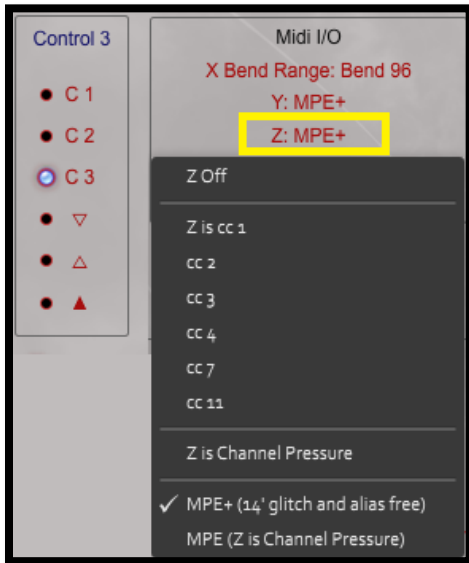 Control 3
C 1
C 2
C 3
Midi I/O
X Bend Range: Bend 96
Y: MPE+
Z: MPE+
Z Off
Z is cc 1
cc 2
cc 3
cc 4
cc 7
cc 11
Z is Channel Pressure
MPE+ (14' glitch and alias free)
MPE (Z is Channel Pressure)